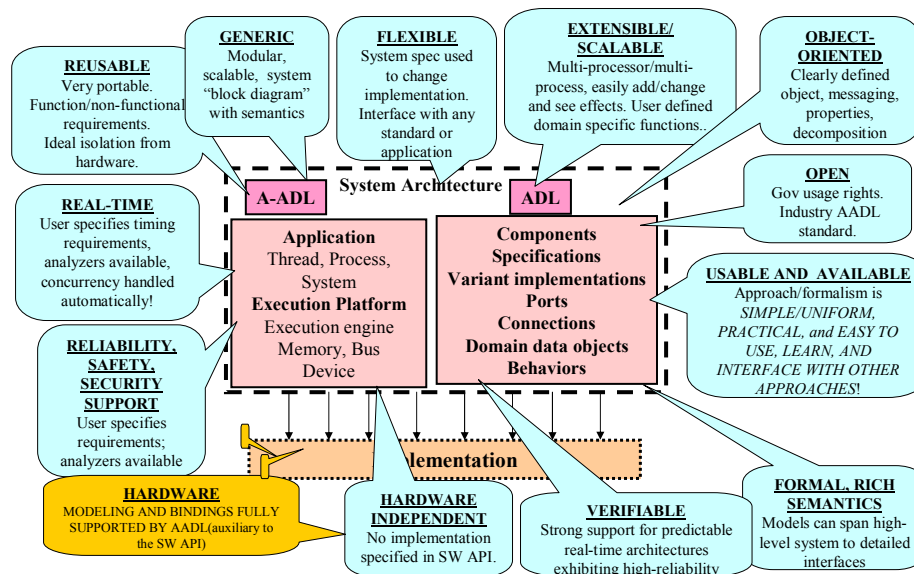 REUSABLE
Very portable.
Function/non-functional
requirements.
Ideal isolation from
hardware.
GENERIC
Modular,
scalable, system
“block diagram”
with semantics
FLEXIBLE
System spec used
to change
implementation.
Interface with any
standard or
application
EXTENSIBLE/
SCALABLE
Multi-processor/multi-
process, easily add/change
and see effects. User defined
domain specific functions..
OBJECT-
ORIENTED
Clearly defined
object, messaging,
properties,
decomposition
System Architecture
A-ADL
ADL
OPEN
Gov usage rights.
Industry AADL
standard.
REAL-TIME
User specifies timing
requirements,
analyzers available,
concurrency handled
automatically!
Application
Thread, Process,
System
Execution Platform
Execution engine
Memory, Bus
Device
Components
Specifications
Variant implementations
Ports
Connections
Domain data objects
Behaviors
USABLE AND AVAILABLE
Approach/formalism is
SIMPLE/UNIFORM,
PRACTICAL, and EASY TO
USE, LEARN, AND
INTERFACE WITH OTHER
APPROACHES!
RELIABILITY,
SAFETY,
SECURITY
SUPPORT
User specifies
requirements;
analyzers available
plementation
HARDWARE
MODELING AND BINDINGS FULLY
SUPPORTED BY AADL(auxiliary to
the SW API)
HARDWARE
INDEPENDENT
No implementation
specified in SW API.
VERIFIABLE
Strong support for predictable
real-time architectures
exhibiting high-reliability
FORMAL, RICH
SEMANTICS
Models can span high-
level system to detailed
interfaces